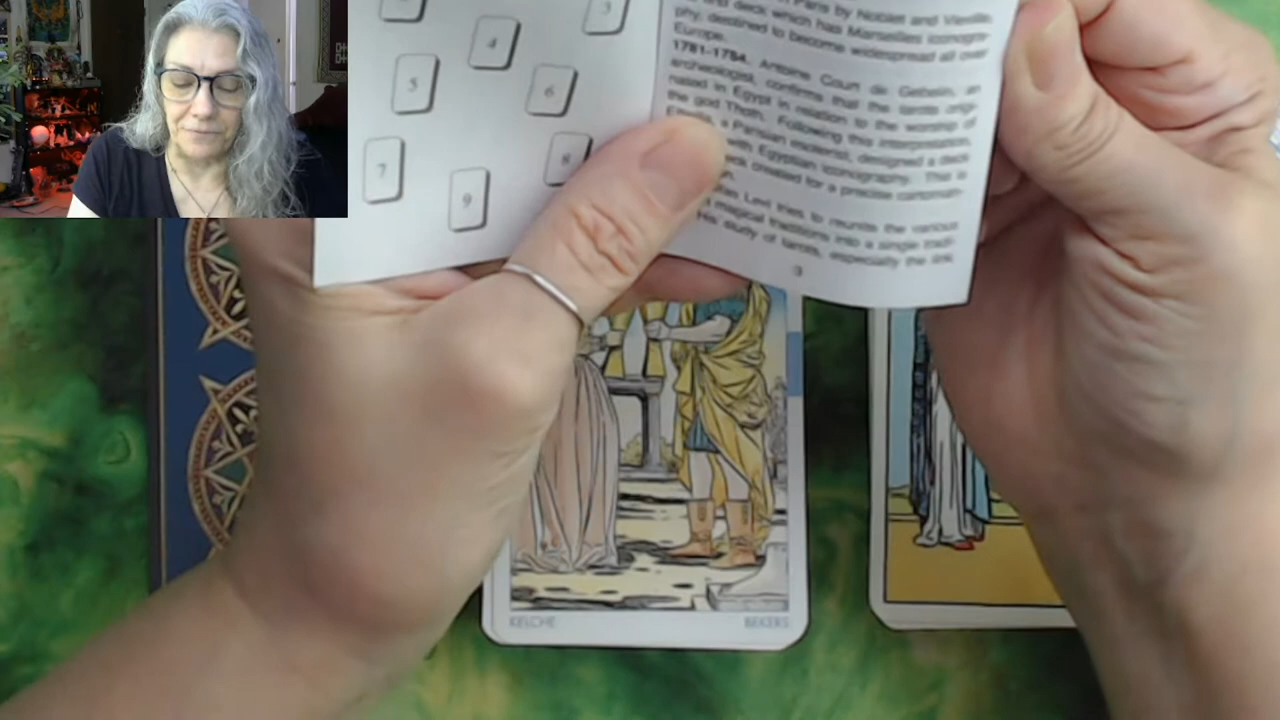 3
4
5
6
7
8
9
in Paris by Noblet and Vieville
and deck which has Marseilles iconogra-
phy, destined to become widespread all over
Europe.
1781-1784. Antoine Court de Gebelin, an
archeologist, confirms that the tarots origi-
nated in Egypt in relation to the worship of
the god Thoth. Following this interpretation
a Parisian occultist, designed a deck
with Egyptian iconography. This is
created for a precise
Levi tries to reunite the various
magical traditions into a single tradi-
His study of tarots, especially the link
9
KELCHE
BEKERS